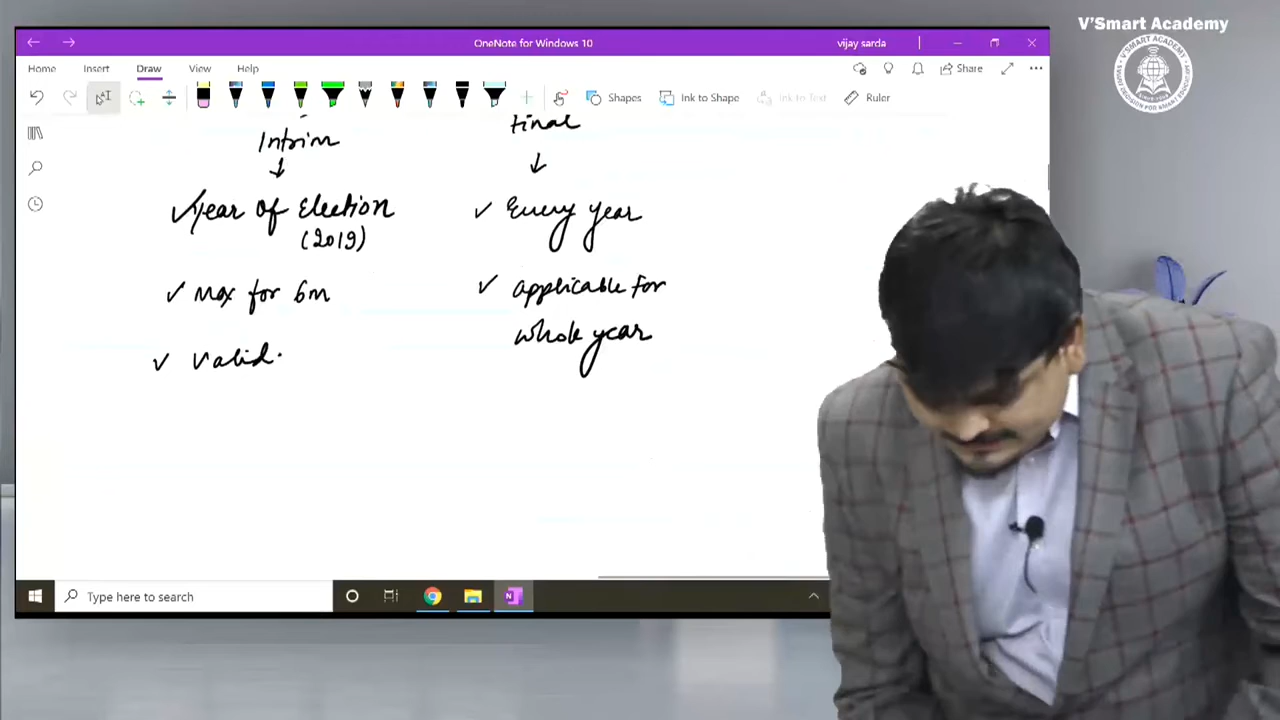 V'Smart Academy
OneNote for Windows 10
vijay sarda
Home
Insert
Draw
View
Help
Share
Shapes
Ink to Shape
Ink to Text
Ruler
Intrim
Final
Year of Election
(2019)
Every year
Max for 6m
applicable for
whole year
Valid
Type here to search